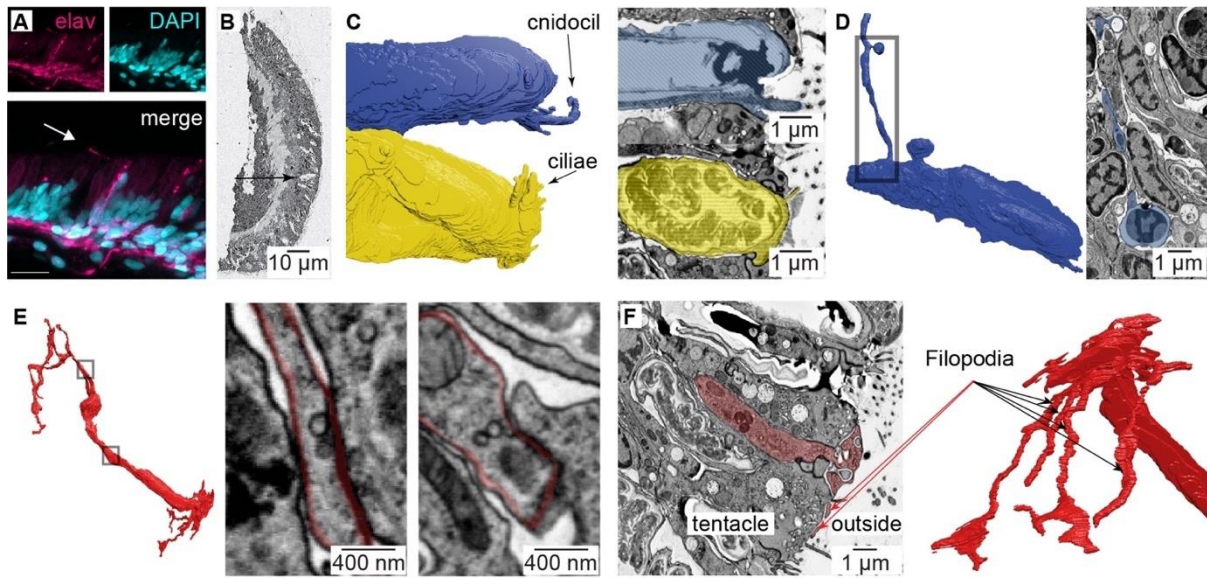 A
elav
DAPI
merge
B
10 µm
C
cnidocil
ciliae
1 µm
1 µm
D
1 µm
E
400 nm
400 nm
F
tentacle
outside
1 µm
Filopodia